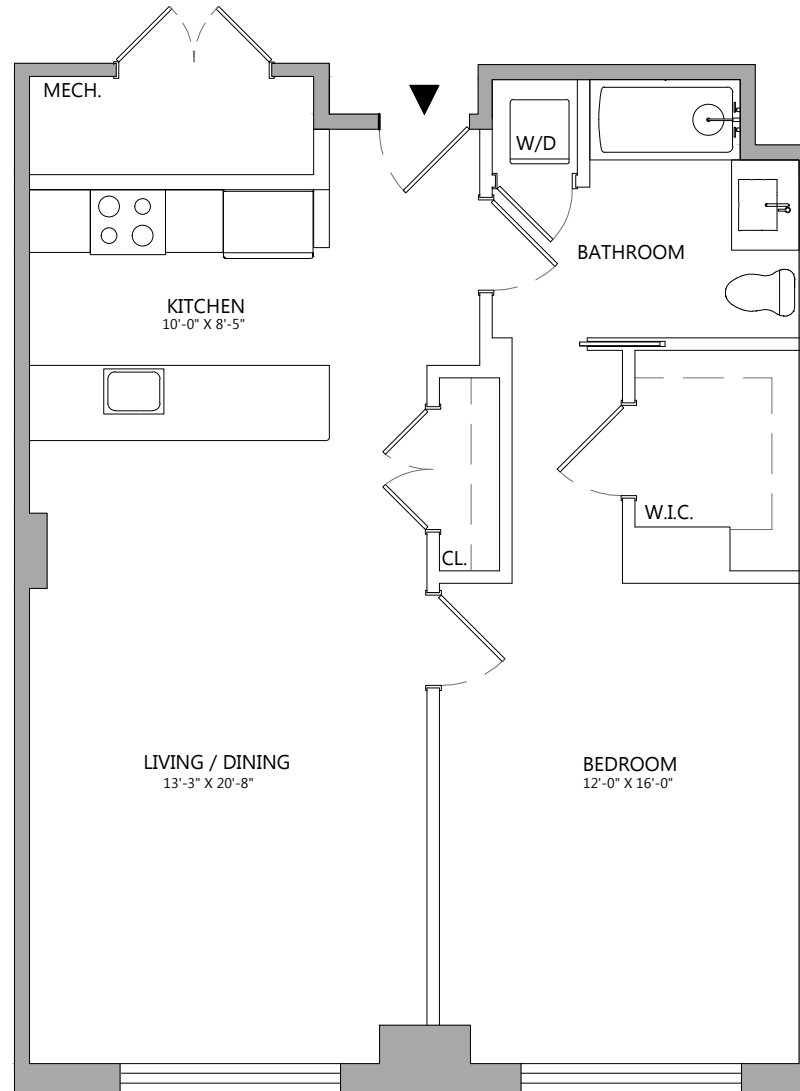 MECH.
W/D
BATHROOM
KITCHEN
10'-0" X 8'-5"
W.I.C.
CL.
LIVING / DINING
13'-3" X 20'-8"
BEDROOM
12'-0" X 16'-0"